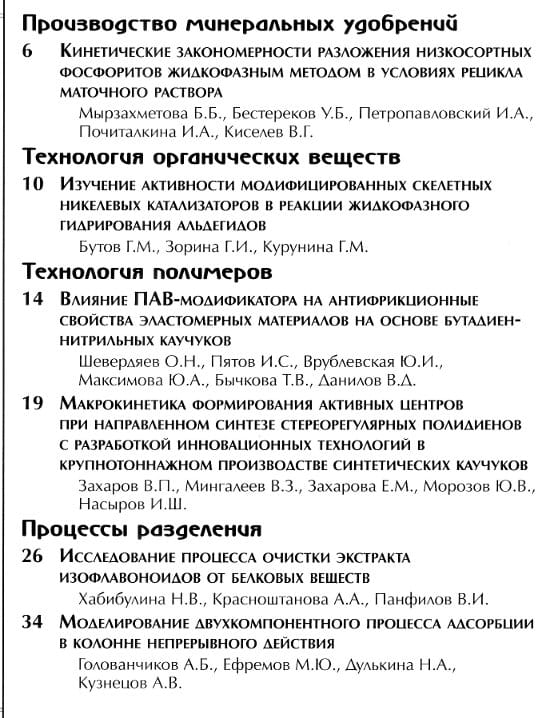 Производство минеральных удобрений
6 Кинетические закономерности разложения низкосортных
фосфоритов жидкофазным методом в условиях рецикла
маточного раствора
Мырзахметова Б.Б., Бестереков У.Б., Петропавловский И.А.,
Почиталкина И.А., Киселев В.Г.
Технология органических веществ
10 Изучение активности модифицированных скелетных
никелевых катализаторов в реакции жидкофазного
гидрирования альдегидов
Бутов Г.М., Зорина Г.И., Курунина Г.М.
Технология полимеров
14 Влияние ПАВ-модификатора на антифрикционные
свойства эластомерных материалов на основе бутадиен-
нитрильных каучуков
Шевердяев О.Н., Пятов И.С., Врублевская Ю.И.,
Максимова Ю.А., Бычкова Т.В., Данилов В.Д.
19 Макрокинетика формирования активных центров
при направленном синтезе стереорегулярных полидиенов
с разработкой инновационных технологий в
крупнотоннажном производстве синтетических каучуков
Захаров В.П., Мингалеев В.З., Захарова Е.М., Морозов Ю.В.,
Насыров И.Ш.
Процессы разделения
26 Исследование процесса очистки экстракта
изофлавоноидов от белковых веществ
Хабибулина Н.В., Красноштанова А.А., Панфилов В.И.
34 Моделирование двухкомпонентного процесса адсорбции
в колонне непрерывного действия
Голованчиков А.Б., Ефремов М.Ю., Дулькина Н.А.,
Кузнецов А.В.